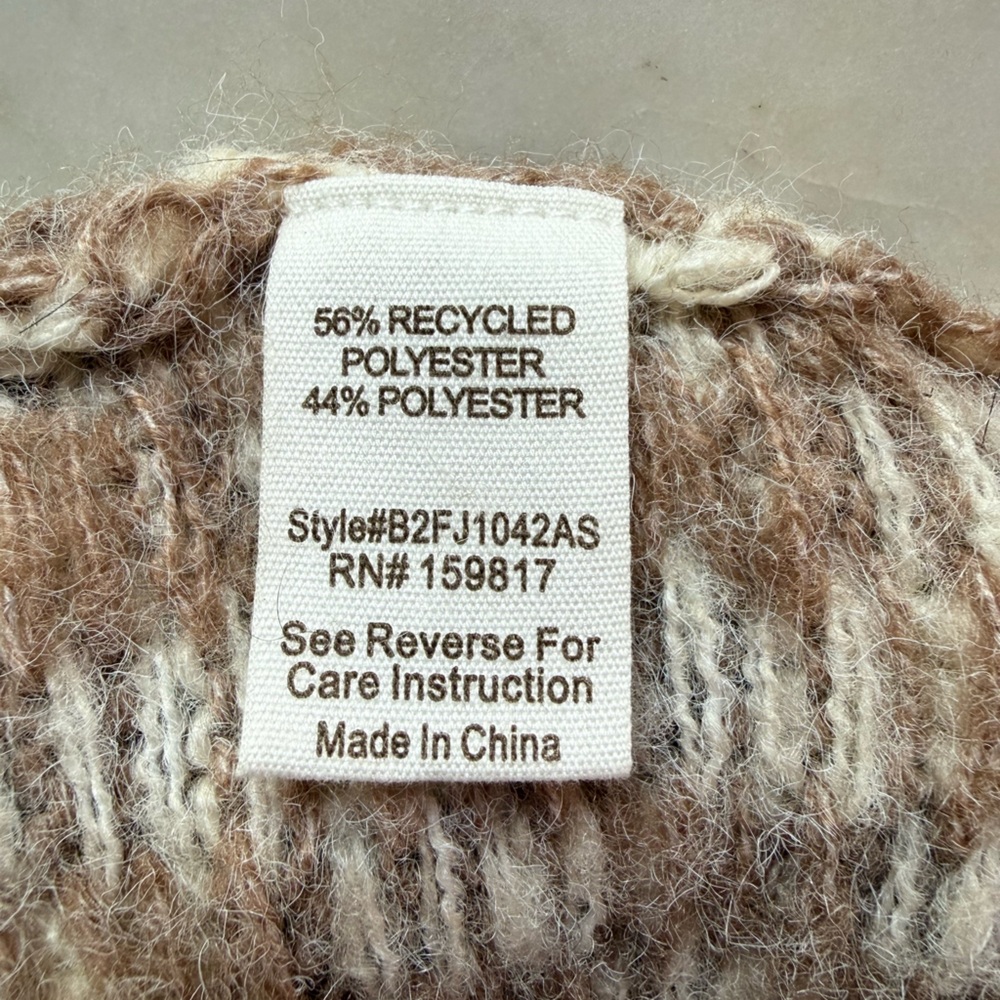 56% RECYCLED
POLYESTER
44% POLYESTER
Style#B2FJ1042AS
RN# 159817
See Reverse For
Care Instruction
Made In China